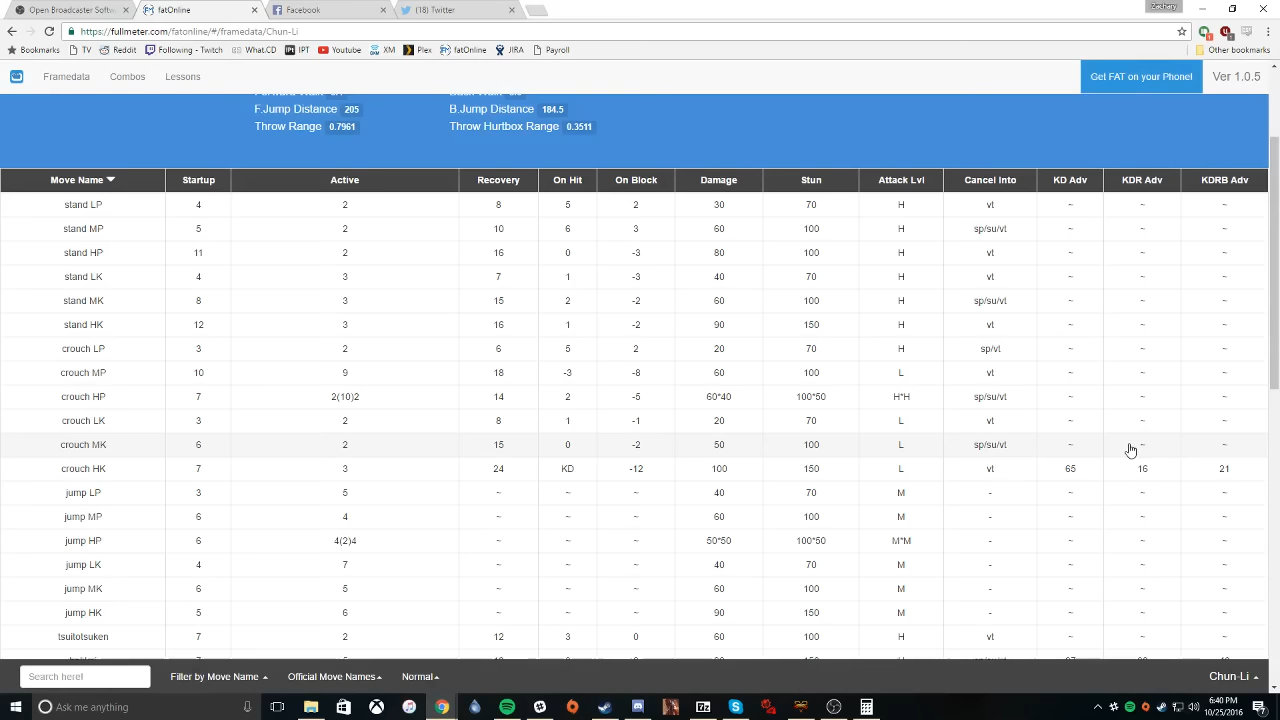 Zachary
Open Broadcaster Softw
fatOnline
Facebook
(18) Twitter
https://fullmeter.com/fatonline/#/framedata/Chun-Li
Bookmarks TV Reddit Following - Twitch What.CD IPT Youtube XM Plex fatOnline JIRA Payroll Other bookmarks
Framedata Combos Lessons Get FAT on your Phone! Ver 1.0.5
F.Jump Distance 205 B.Jump Distance 184.5
Throw Range 0.7961 Throw Hurtbox Range 0.3511
Move Name Startup Active Recovery On Hit On Block Damage Stun Attack Lvl Cancel Into KD Adv KDR Adv KDRB Adv
stand LP 4 2 8 5 2 30 70 H vt ~ ~ ~
stand MP 5 2 10 6 3 60 100 H sp/su/vt ~ ~ ~
stand HP 11 2 16 0 -3 80 100 H vt ~ ~ ~
stand LK 4 3 7 1 -3 40 70 H vt ~ ~ ~
stand MK 8 3 15 2 -2 60 100 H sp/su/vt ~ ~ ~
stand HK 12 3 16 1 -2 90 150 H vt ~ ~ ~
crouch LP 3 2 6 5 2 20 70 H sp/vt ~ ~ ~
crouch MP 10 9 18 -3 -8 60 100 L vt ~ ~ ~
crouch HP 7 2(10)2 14 2 -5 60*40 100*50 H*H sp/su/vt ~ ~ ~
crouch LK 3 2 8 1 -1 20 70 L vt ~ ~ ~
crouch MK 6 2 15 0 -2 50 100 L sp/su/vt ~ ~ ~
crouch HK 7 3 24 KD -12 100 150 L vt 65 16 21
jump LP 3 5 ~ ~ ~ 40 70 M - ~ ~ ~
jump MP 6 4 ~ ~ ~ 60 100 M - ~ ~ ~
jump HP 6 4(2)4 ~ ~ ~ 50*50 100*50 M*M - ~ ~ ~
jump LK 4 7 ~ ~ ~ 40 70 M - ~ ~ ~
jump MK 6 5 ~ ~ ~ 60 100 M - ~ ~ ~
jump HK 5 6 ~ ~ ~ 90 150 M - ~ ~ ~
tsuitotsuken 7 2 12 3 0 60 100 H vt ~ ~ ~
Search here! Filter by Move Name Official Move Names Normal Chun-Li
Ask me anything 6:40 PM
10/25/2016